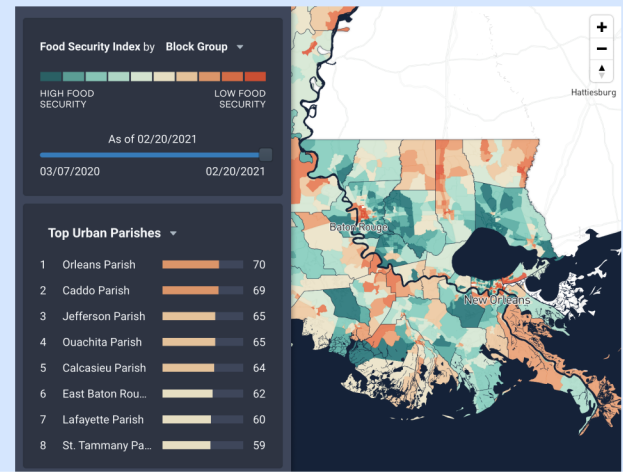 Food Security Index by Block Group
HIGH FOOD SECURITY
LOW FOOD SECURITY
As of 02/20/2021
03/07/2020 02/20/2021
Top Urban Parishes
1 Orleans Parish 70
2 Caddo Parish 69
3 Jefferson Parish 65
4 Ouachita Parish 65
5 Calcasieu Parish 64
6 East Baton Rou... 62
7 Lafayette Parish 60
8 St. Tammany Pa... 59
+
−
Hattiesburg
Baton Rouge
New Orleans